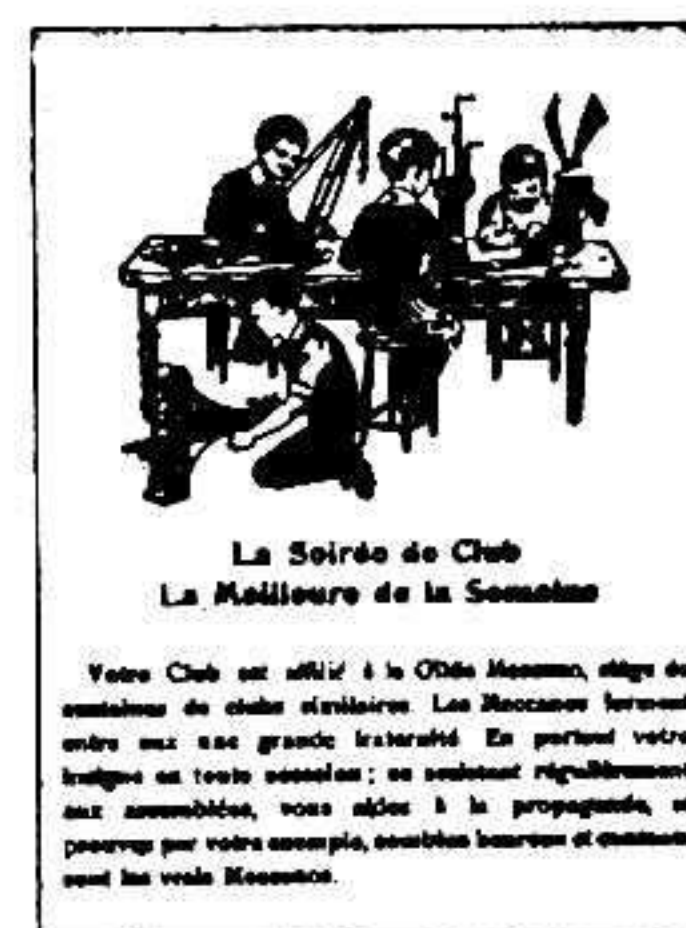 La Soirée de Club
La Meilleure de la Semaine
Votre Club est affilié à la Gilde Meccano, siège de
centaines de clubs similaires. Les Meccanos forment
entre eux une grande fraternité. En portant votre
insigne en toute occasion ; en assistant régulièrement
aux assemblées, vous aidez à la propagande, et
prouvez par votre exemple, combien heureux et contents
sont les vrais Meccanos.